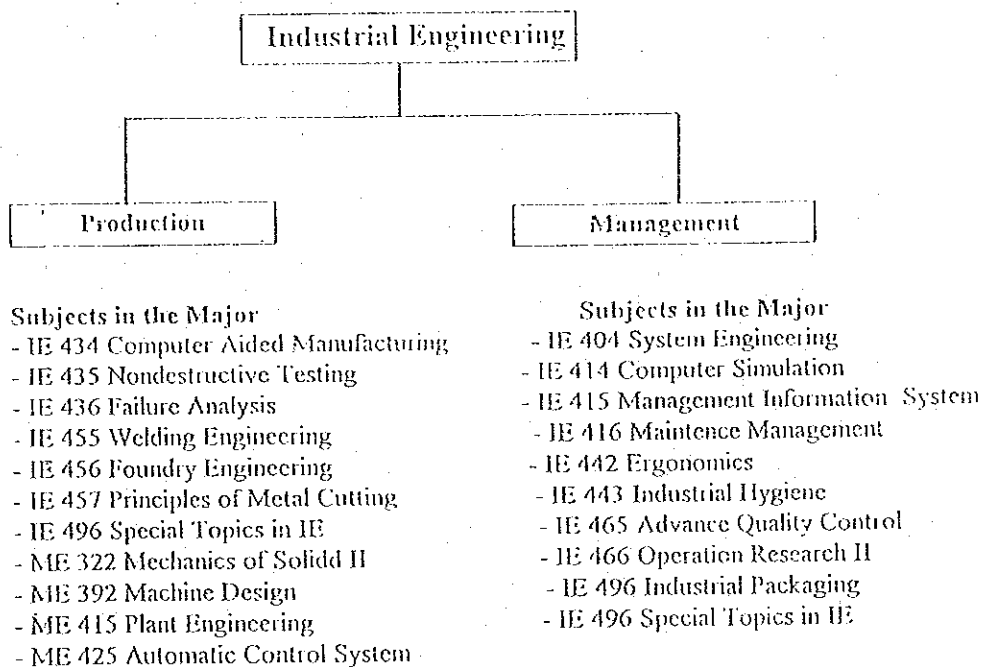 Industrial Engineering
Production
Management
Subjects in the Major
- IE 434 Computer Aided Manufacturing
- IE 435 Nondestructive Testing
- IE 436 Failure Analysis
- IE 455 Welding Engineering
- IE 456 Foundry Engineering
- IE 457 Principles of Metal Cutting
- IE 496 Special Topics in IE
- ME 322 Mechanics of Solidd II
- ME 392 Machine Design
- ME 415 Plant Engineering
- ME 425 Automatic Control System
Subjects in the Major
- IE 404 System Engineering
- IE 414 Computer Simulation
- IE 415 Management Information System
- IE 416 Maintence Management
- IE 442 Ergonomics
- IE 443 Industrial Hygiene
- IE 465 Advance Quality Control
- IE 466 Operation Research II
- IE 496 Industrial Packaging
- IE 496 Special Topics in IE